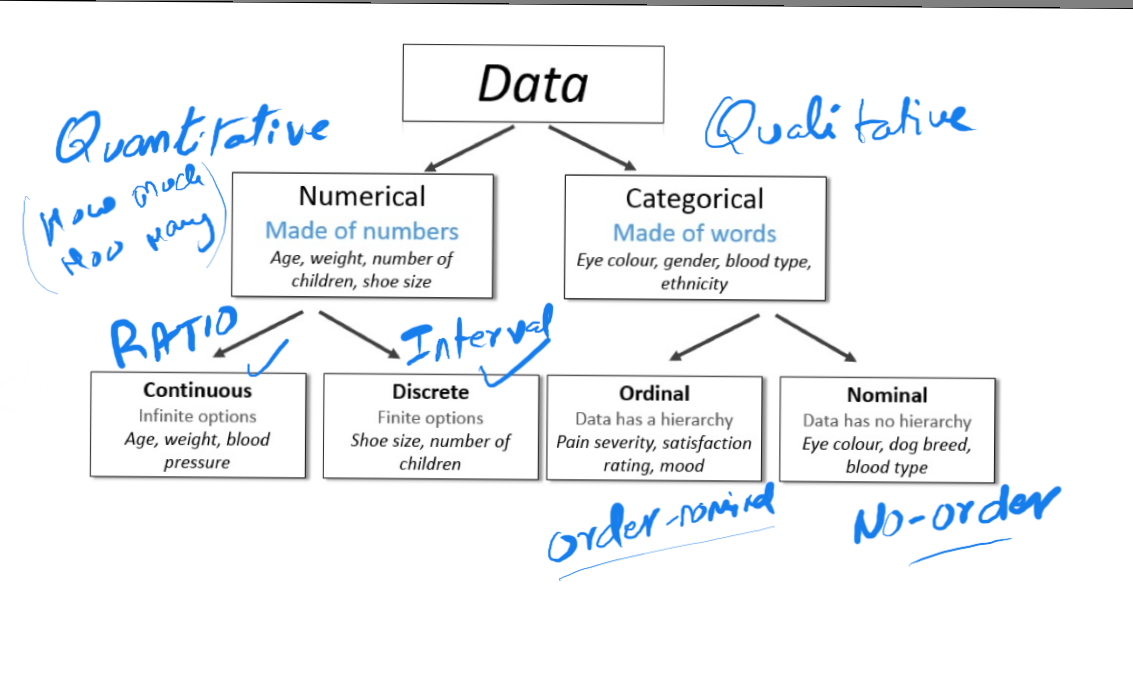 Data
Quantitative
Qualitative
(How Much
How Many)
Numerical
Made of numbers
Age, weight, number of
children, shoe size
Categorical
Made of words
Eye colour, gender, blood type,
ethnicity
RATIO
Interval
Continuous
Infinite options
Age, weight, blood
pressure
Discrete
Finite options
Shoe size, number of
children
Ordinal
Data has a hierarchy
Pain severity, satisfaction
rating, mood
Nominal
Data has no hierarchy
Eye colour, dog breed,
blood type
order-nominal
No-order